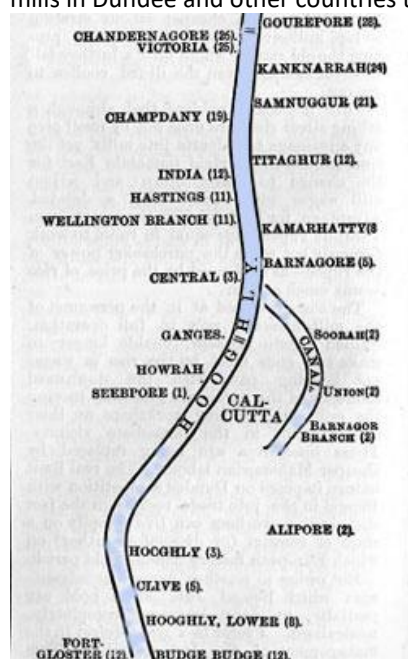 mills in Dundee and other countries t
GOUREPORE (28).
CHANDERNAGORE (26)
VICTORIA (25).
KANKNARRAH (24)
SAMNUGGUR (21).
CHAMPDANY (19).
TITAGHUR (12).
INDIA (12).
HASTINGS (11).
WELLINGTON BRANCH (11).
KAMARHATTY (8
BARNAGORE (5).
CENTRAL (3).
GANGES.
SOORAH (2)
CANAL.
HOWRAH
SEEBPORE (1).
HOOGHLY.
UNION (2)
CAL-
CUTTA
BARNAGOR
BRANCH (2)
ALIPORE (2).
HOOGHLY (3).
CLIVE (5).
HOOGHLY, LOWER (8).
FORT-
GLOSTER (12).
BUDGE BUDGE (12).